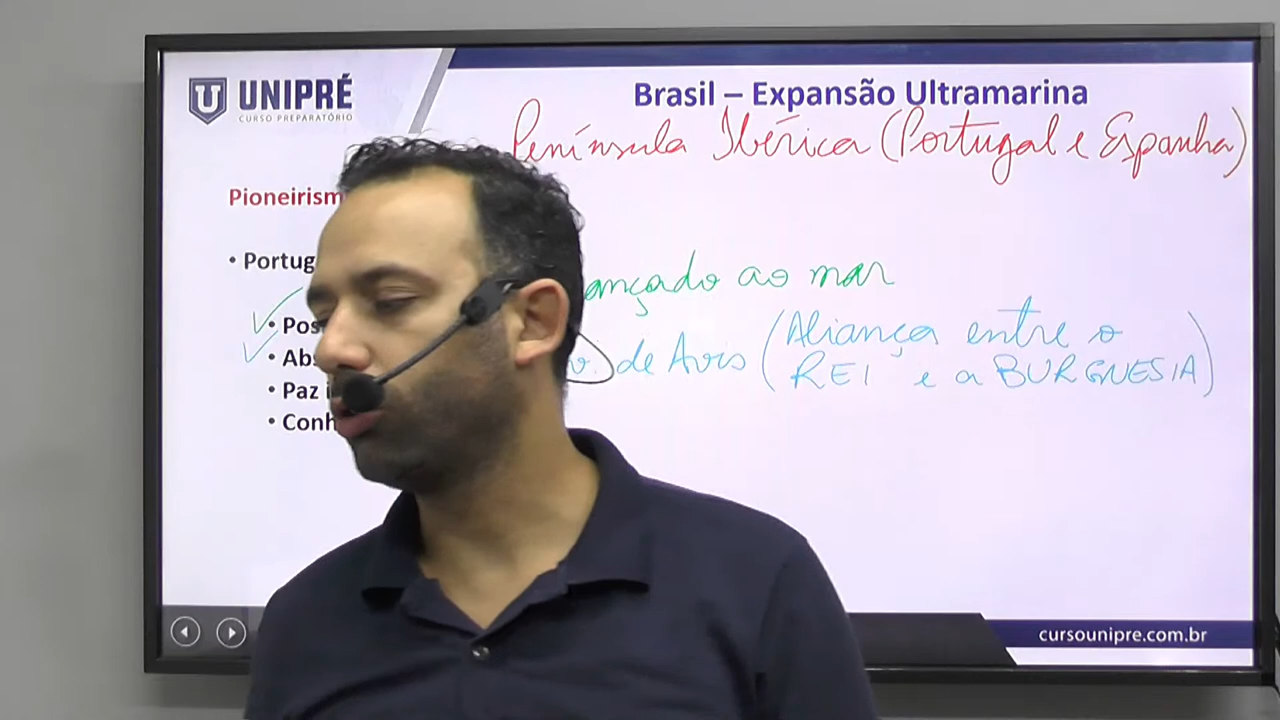 UNIPRÉ
CURSO PREPARATÓRIO
Brasil – Expansão Ultramarina
Península Ibérica (Portugal e Espanha)
Pioneirism
• Portug
ançado ao mar
• Pos
• Abs
de Avis (Aliança entre o
REI e a BURGUESIA)
• Paz i
• Conh
cursounipre.com.br